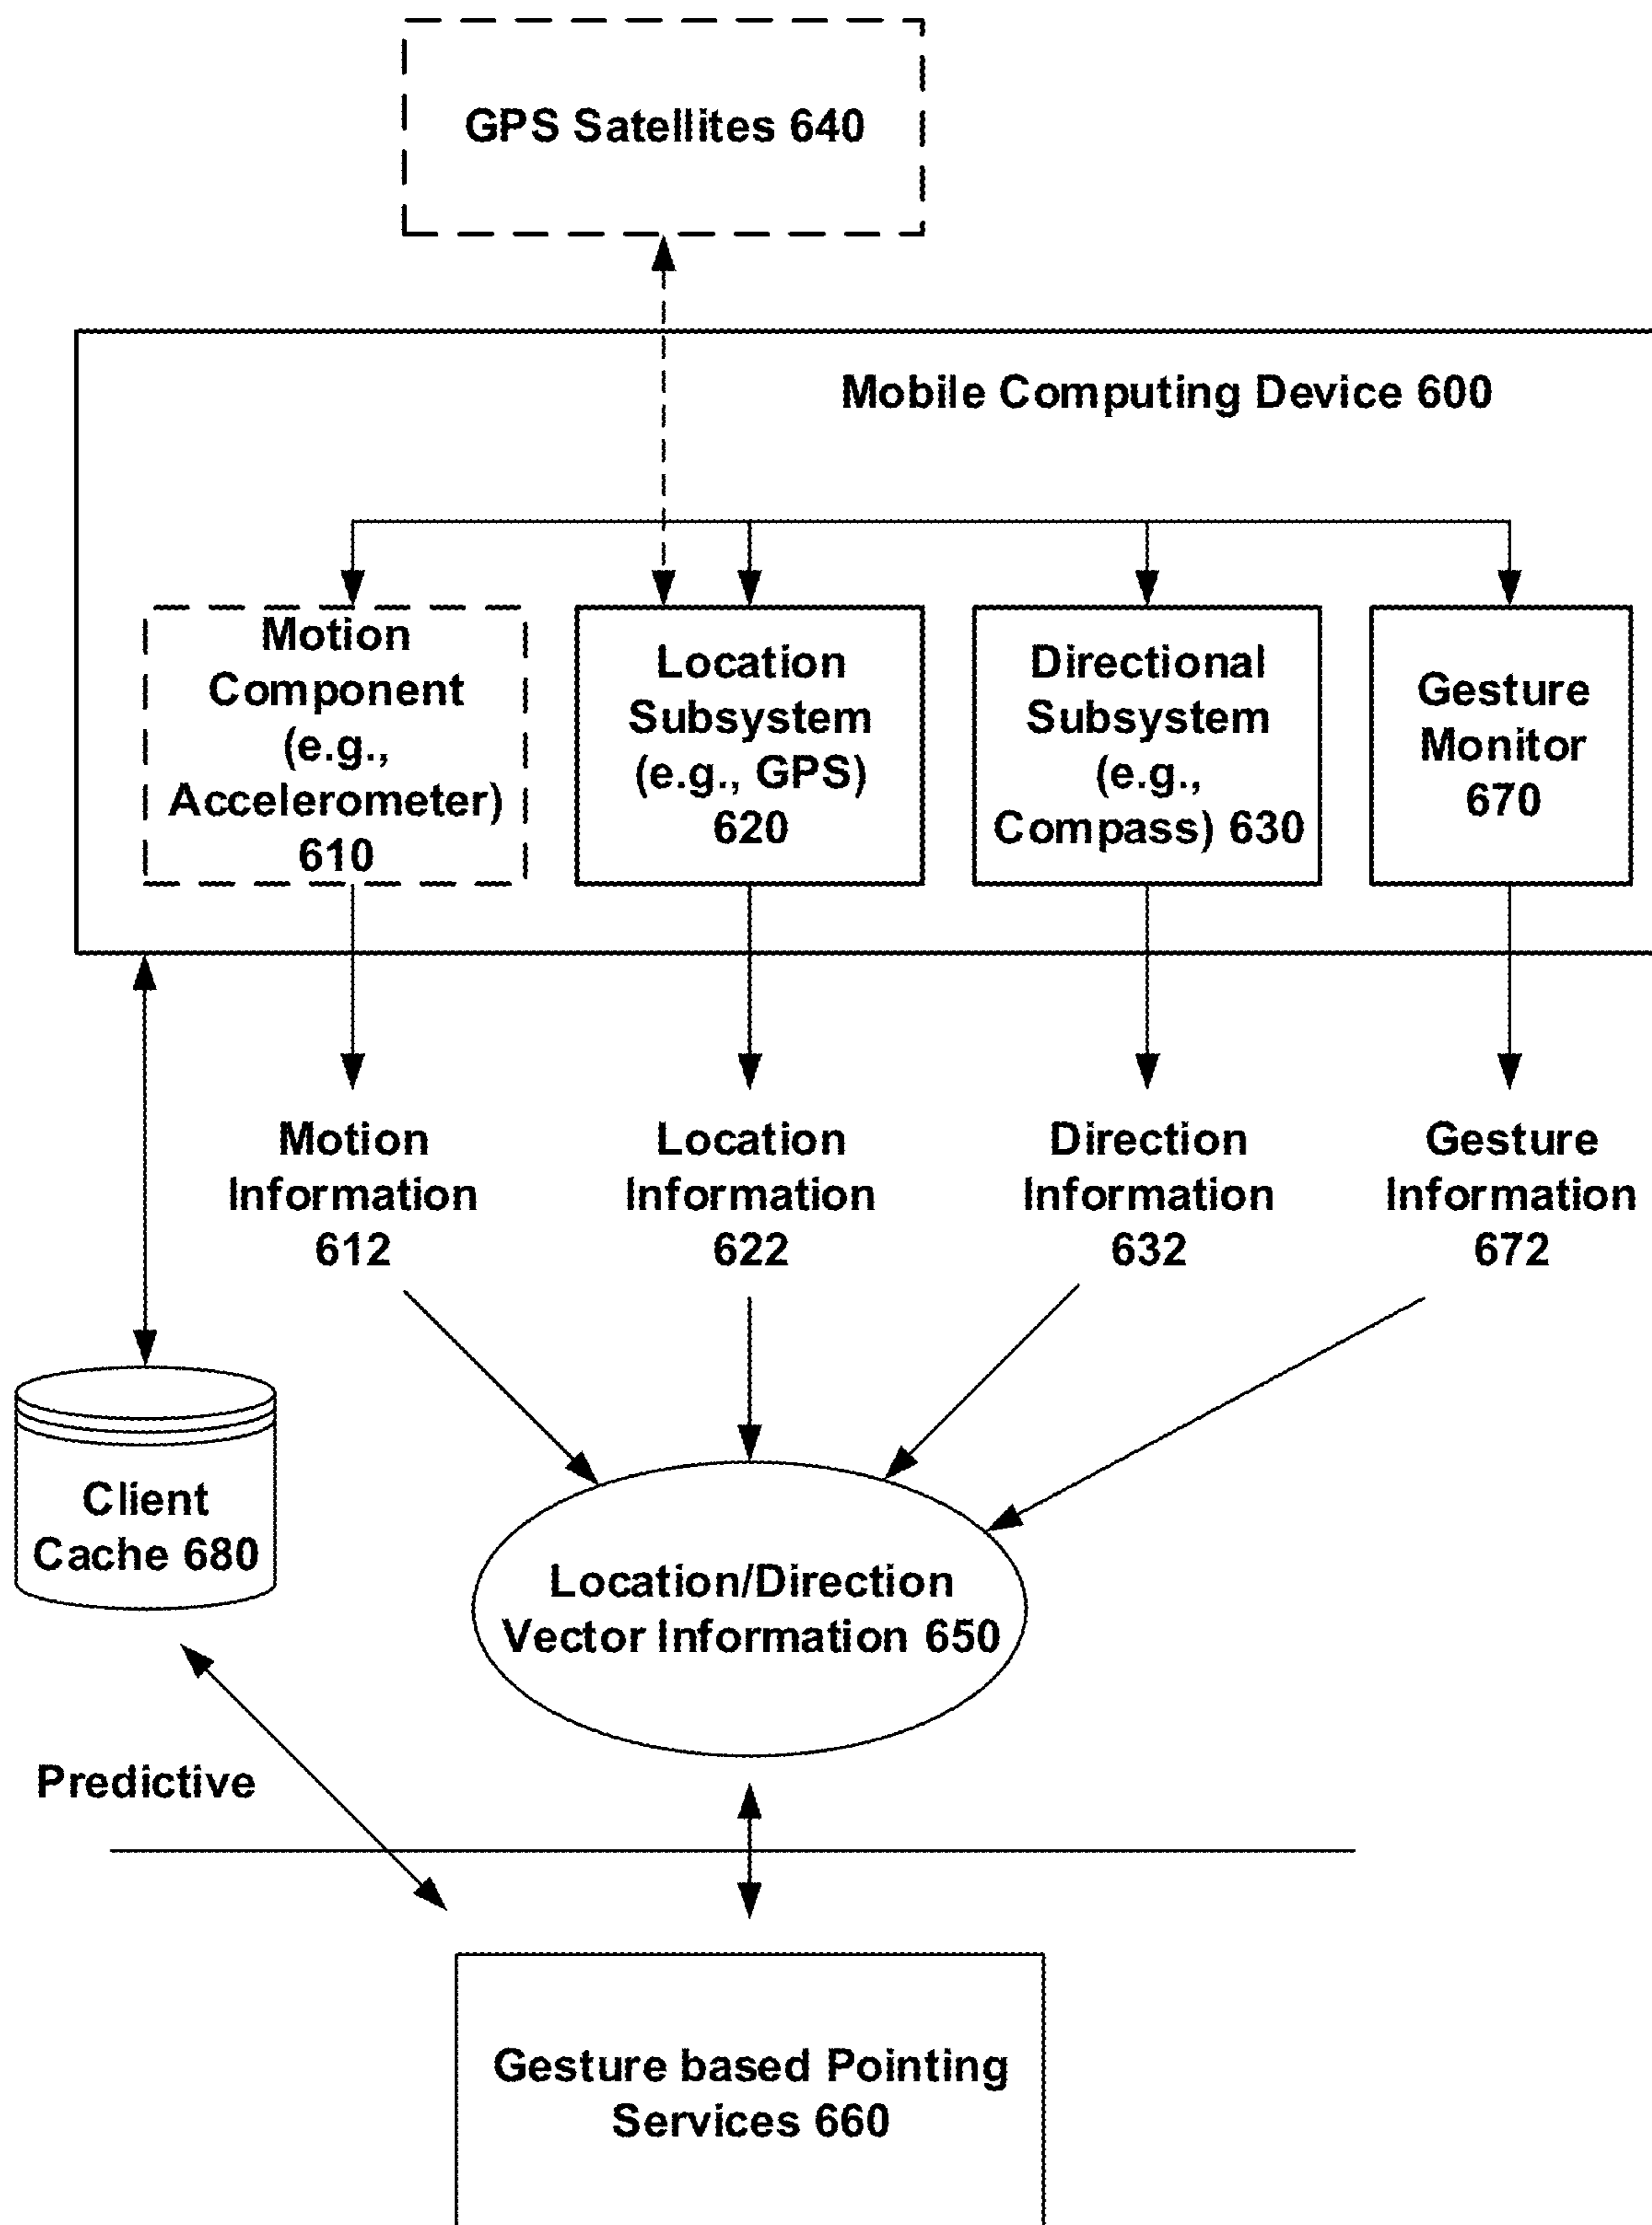 GPS Satellites 640
Mobile Computing Device 600
Motion
Component
(e.g.,
Accelerometer)
610
Location
Subsystem
(e.g., GPS)
620
Directional
Subsystem
(e.g.,
Compass) 630
Gesture
Monitor
670
Motion
Information
612
Location
Information
622
Direction
Information
632
Gesture
Information
672
Client
Cache 680
Location/Direction
Vector Information 650
Predictive
Gesture based Pointing
Services 660